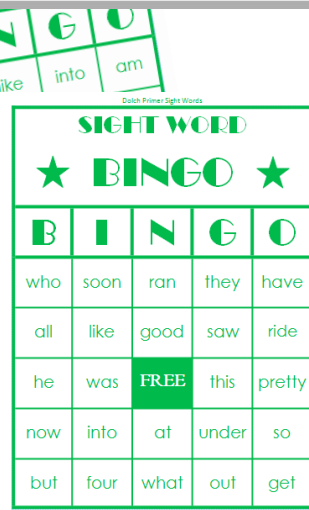 N G O
like into am
Dolch Primer Sight Words
SIGHT WORD
BINGO
B I N G O
who soon ran they have
all like good saw ride
he was FREE this pretty
now into at under so
but four what out get